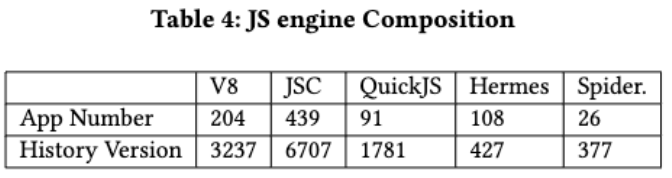 Table 4: JS engine Composition
V8 JSC QuickJS Hermes Spider.
App Number 204 439 91 108 26
History Version 3237 6707 1781 427 377